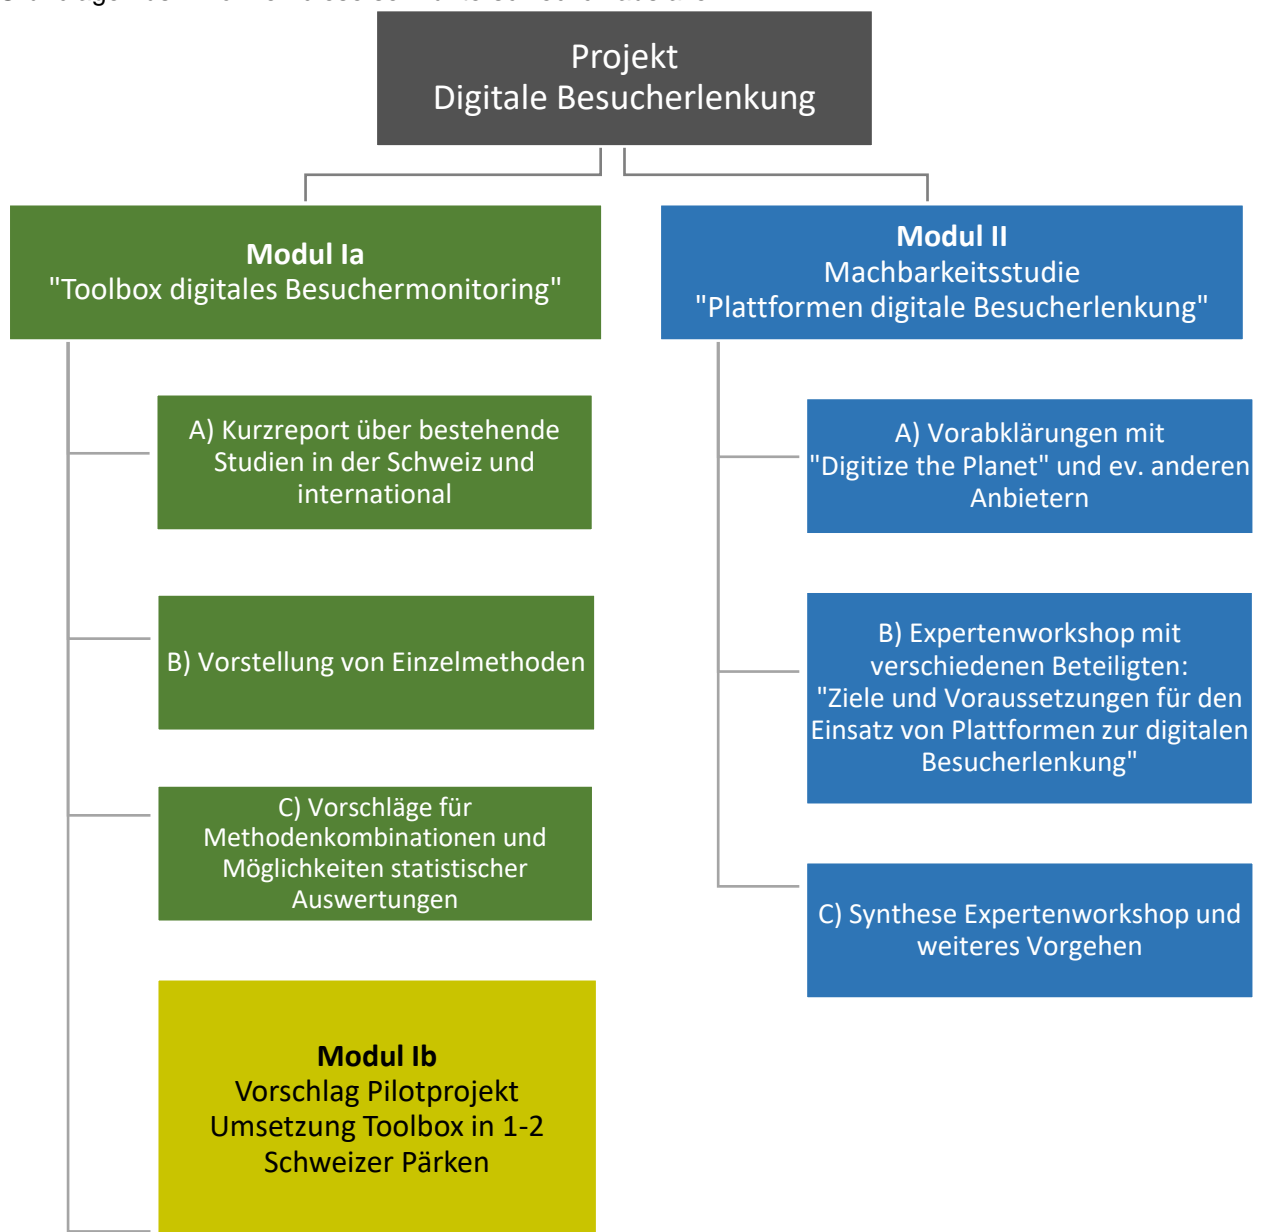 Projekt
Digitale Besucherlenkung
Modul Ia
"Toolbox digitales Besuchermonitoring"
A) Kurzreport über bestehende
Studien in der Schweiz und
international
B) Vorstellung von Einzelmethoden
C) Vorschläge für
Methodenkombinationen und
Möglichkeiten statistischer
Auswertungen
Modul Ib
Vorschlag Pilotprojekt
Umsetzung Toolbox in 1-2
Schweizer Pärken
Modul II
Machbarkeitsstudie
"Plattformen digitale Besucherlenkung"
A) Vorabklärungen mit
"Digitize the Planet" und ev. anderen
Anbietern
B) Expertenworkshop mit
verschiedenen Beteiligten:
"Ziele und Voraussetzungen für den
Einsatz von Plattformen zur digitalen
Besucherlenkung"
C) Synthese Expertenworkshop und
weiteres Vorgehen